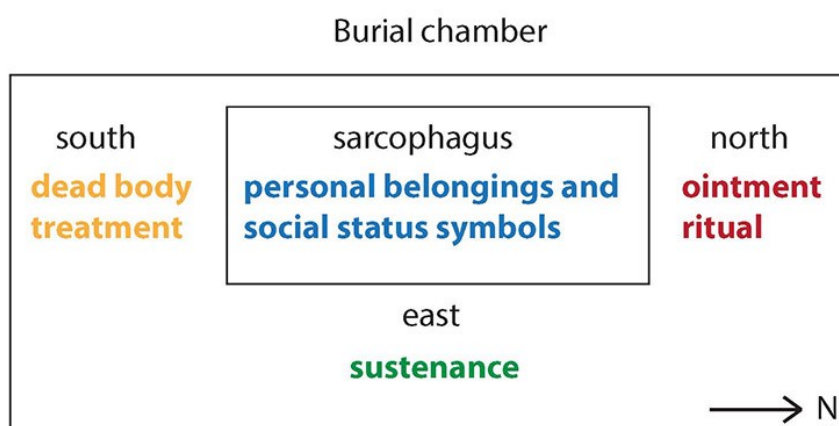 Burial chamber
south
dead body
treatment
sarcophagus
personal belongings and
social status symbols
north
ointment
ritual
east
sustenance
N